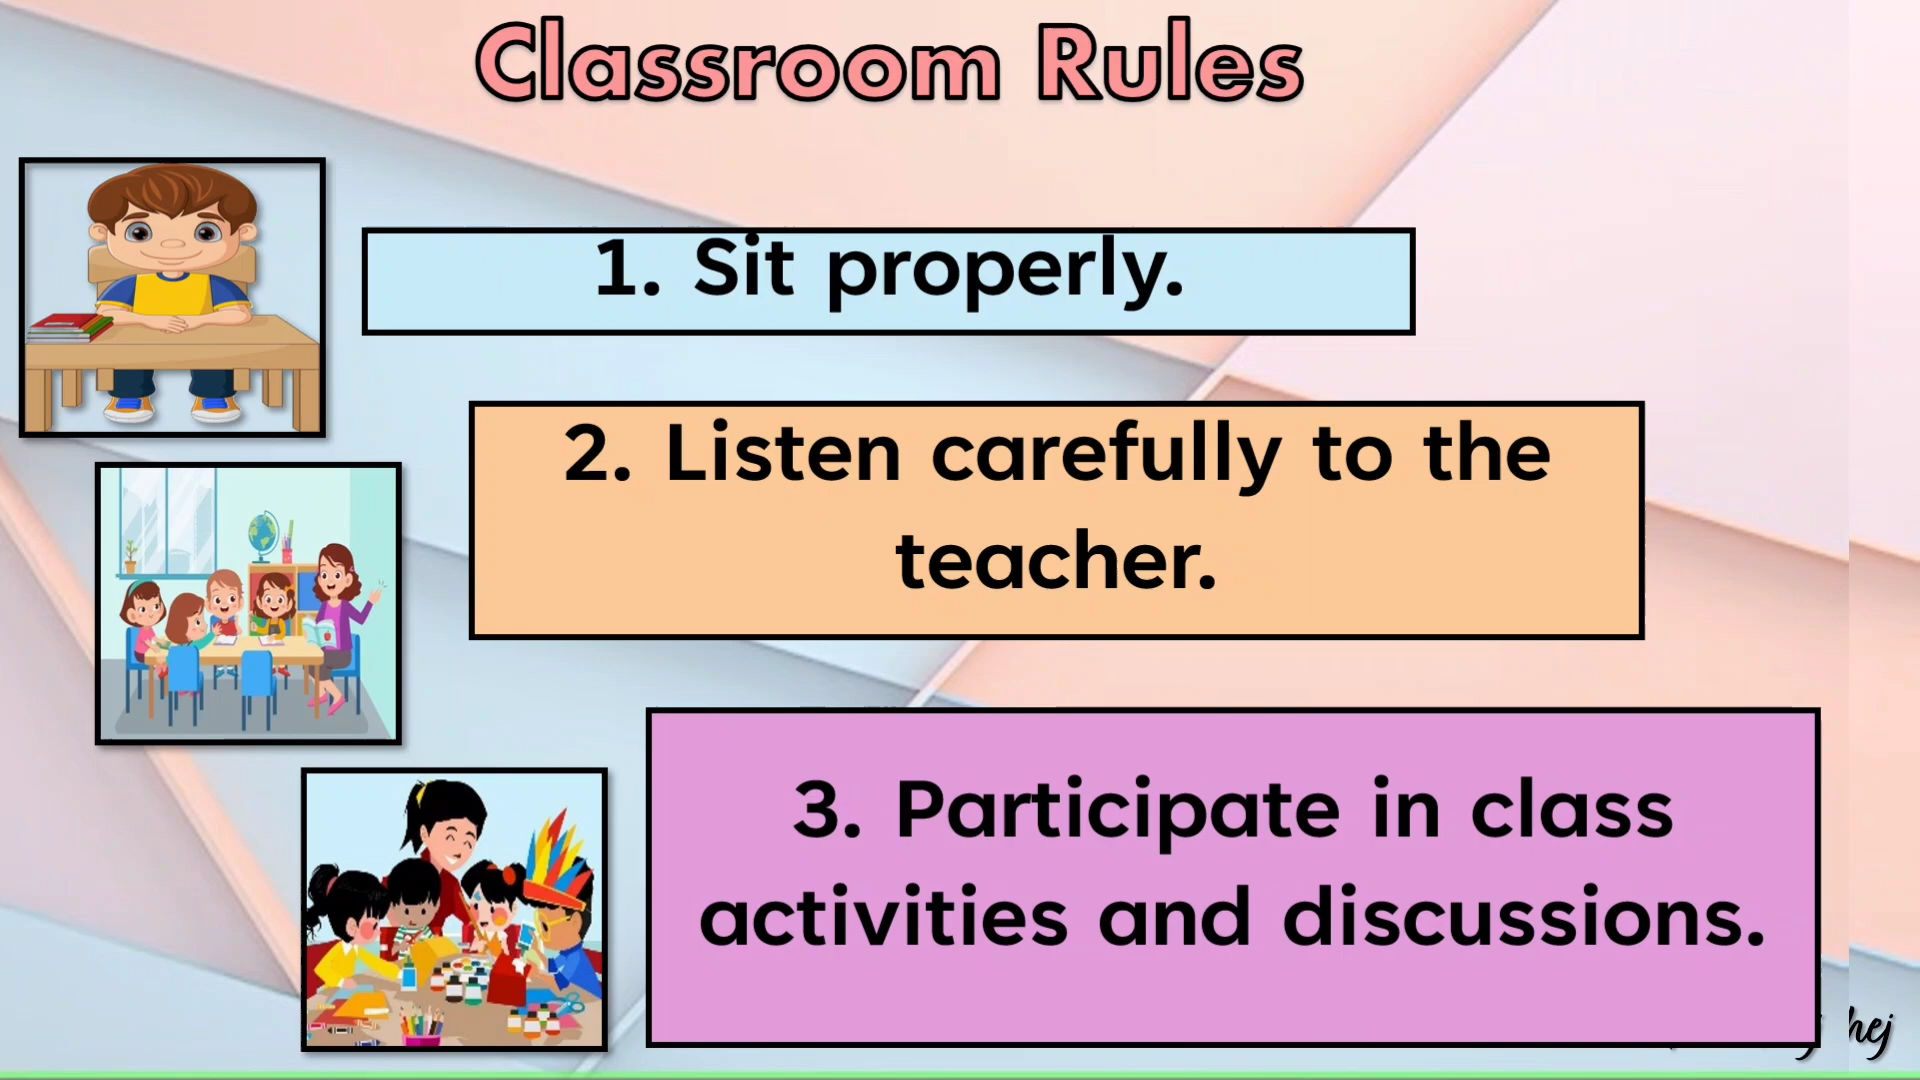 Classroom Rules
1. Sit properly.
2. Listen carefully to the
teacher.
3. Participate in class
activities and discussions.